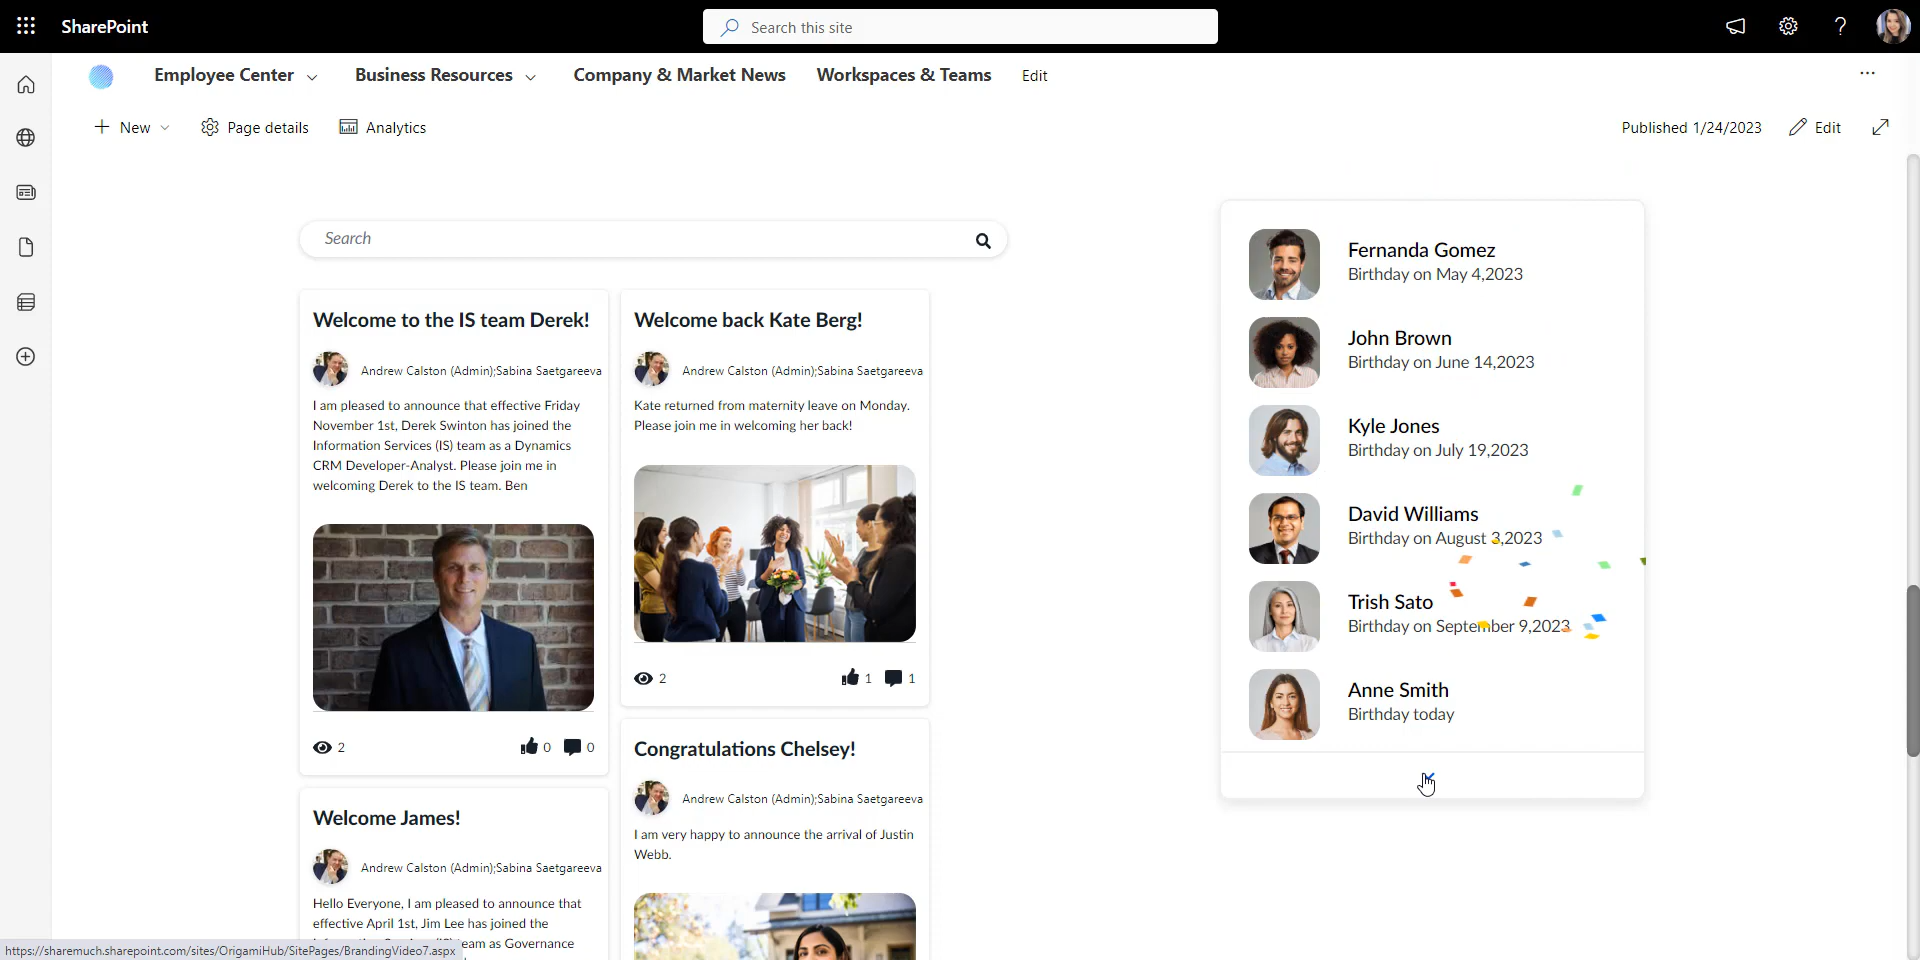 SharePoint
Search this site
Employee Center
Business Resources
Company & Market News
Workspaces & Teams
Edit
New
Page details
Analytics
Published 1/24/2023
Edit
Search
Welcome to the IS team Derek!
Andrew Calston (Admin);Sabina Saetgareeva
I am pleased to announce that effective Friday
November 1st, Derek Swinton has joined the
Information Services (IS) team as a Dynamics
CRM Developer-Analyst. Please join me in
welcoming Derek to the IS team. Ben
2
0
0
Welcome James!
Andrew Calston (Admin);Sabina Saetgareeva
Hello Everyone, I am pleased to announce that
effective April 1st, Jim Lee has joined the
team as Governance
Welcome back Kate Berg!
Andrew Calston (Admin);Sabina Saetgareeva
Kate returned from maternity leave on Monday.
Please join me in welcoming her back!
2
1
1
Congratulations Chelsey!
Andrew Calston (Admin);Sabina Saetgareeva
I am very happy to announce the arrival of Justin
Webb.
Fernanda Gomez
Birthday on May 4,2023
John Brown
Birthday on June 14,2023
Kyle Jones
Birthday on July 19,2023
David Williams
Birthday on August 3,2023
Trish Sato
Birthday on September 9,2023
Anne Smith
Birthday today
https://sharemuch.sharepoint.com/sites/OrigamiHub/SitePages/BrandingVideo7.aspx